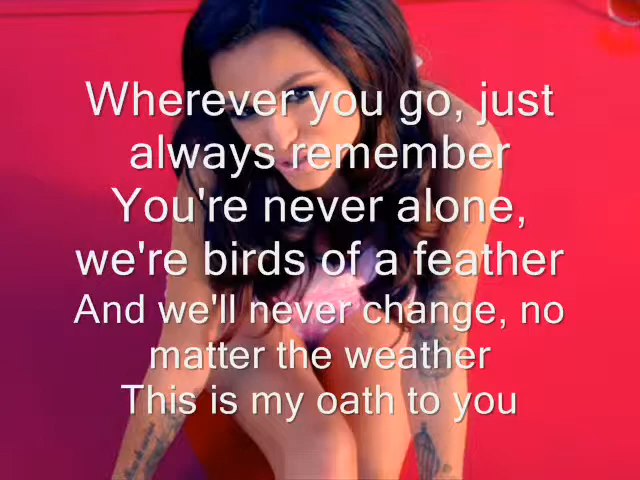 Wherever you go, just
always remember
You're never alone,
we're birds of a feather
And we'll never change, no
matter the weather
This is my oath to you